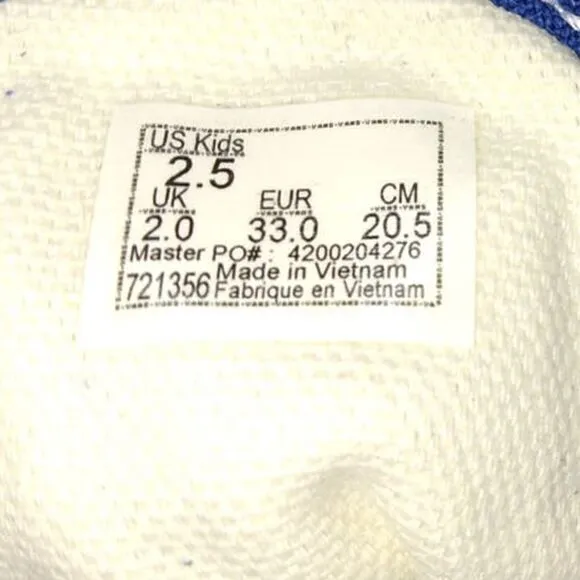 US Kids
2.5
UK EUR CM
2.0 33.0 20.5
Master PO# : 4200204276
721356 Made in Vietnam
Fabrique en Vietnam